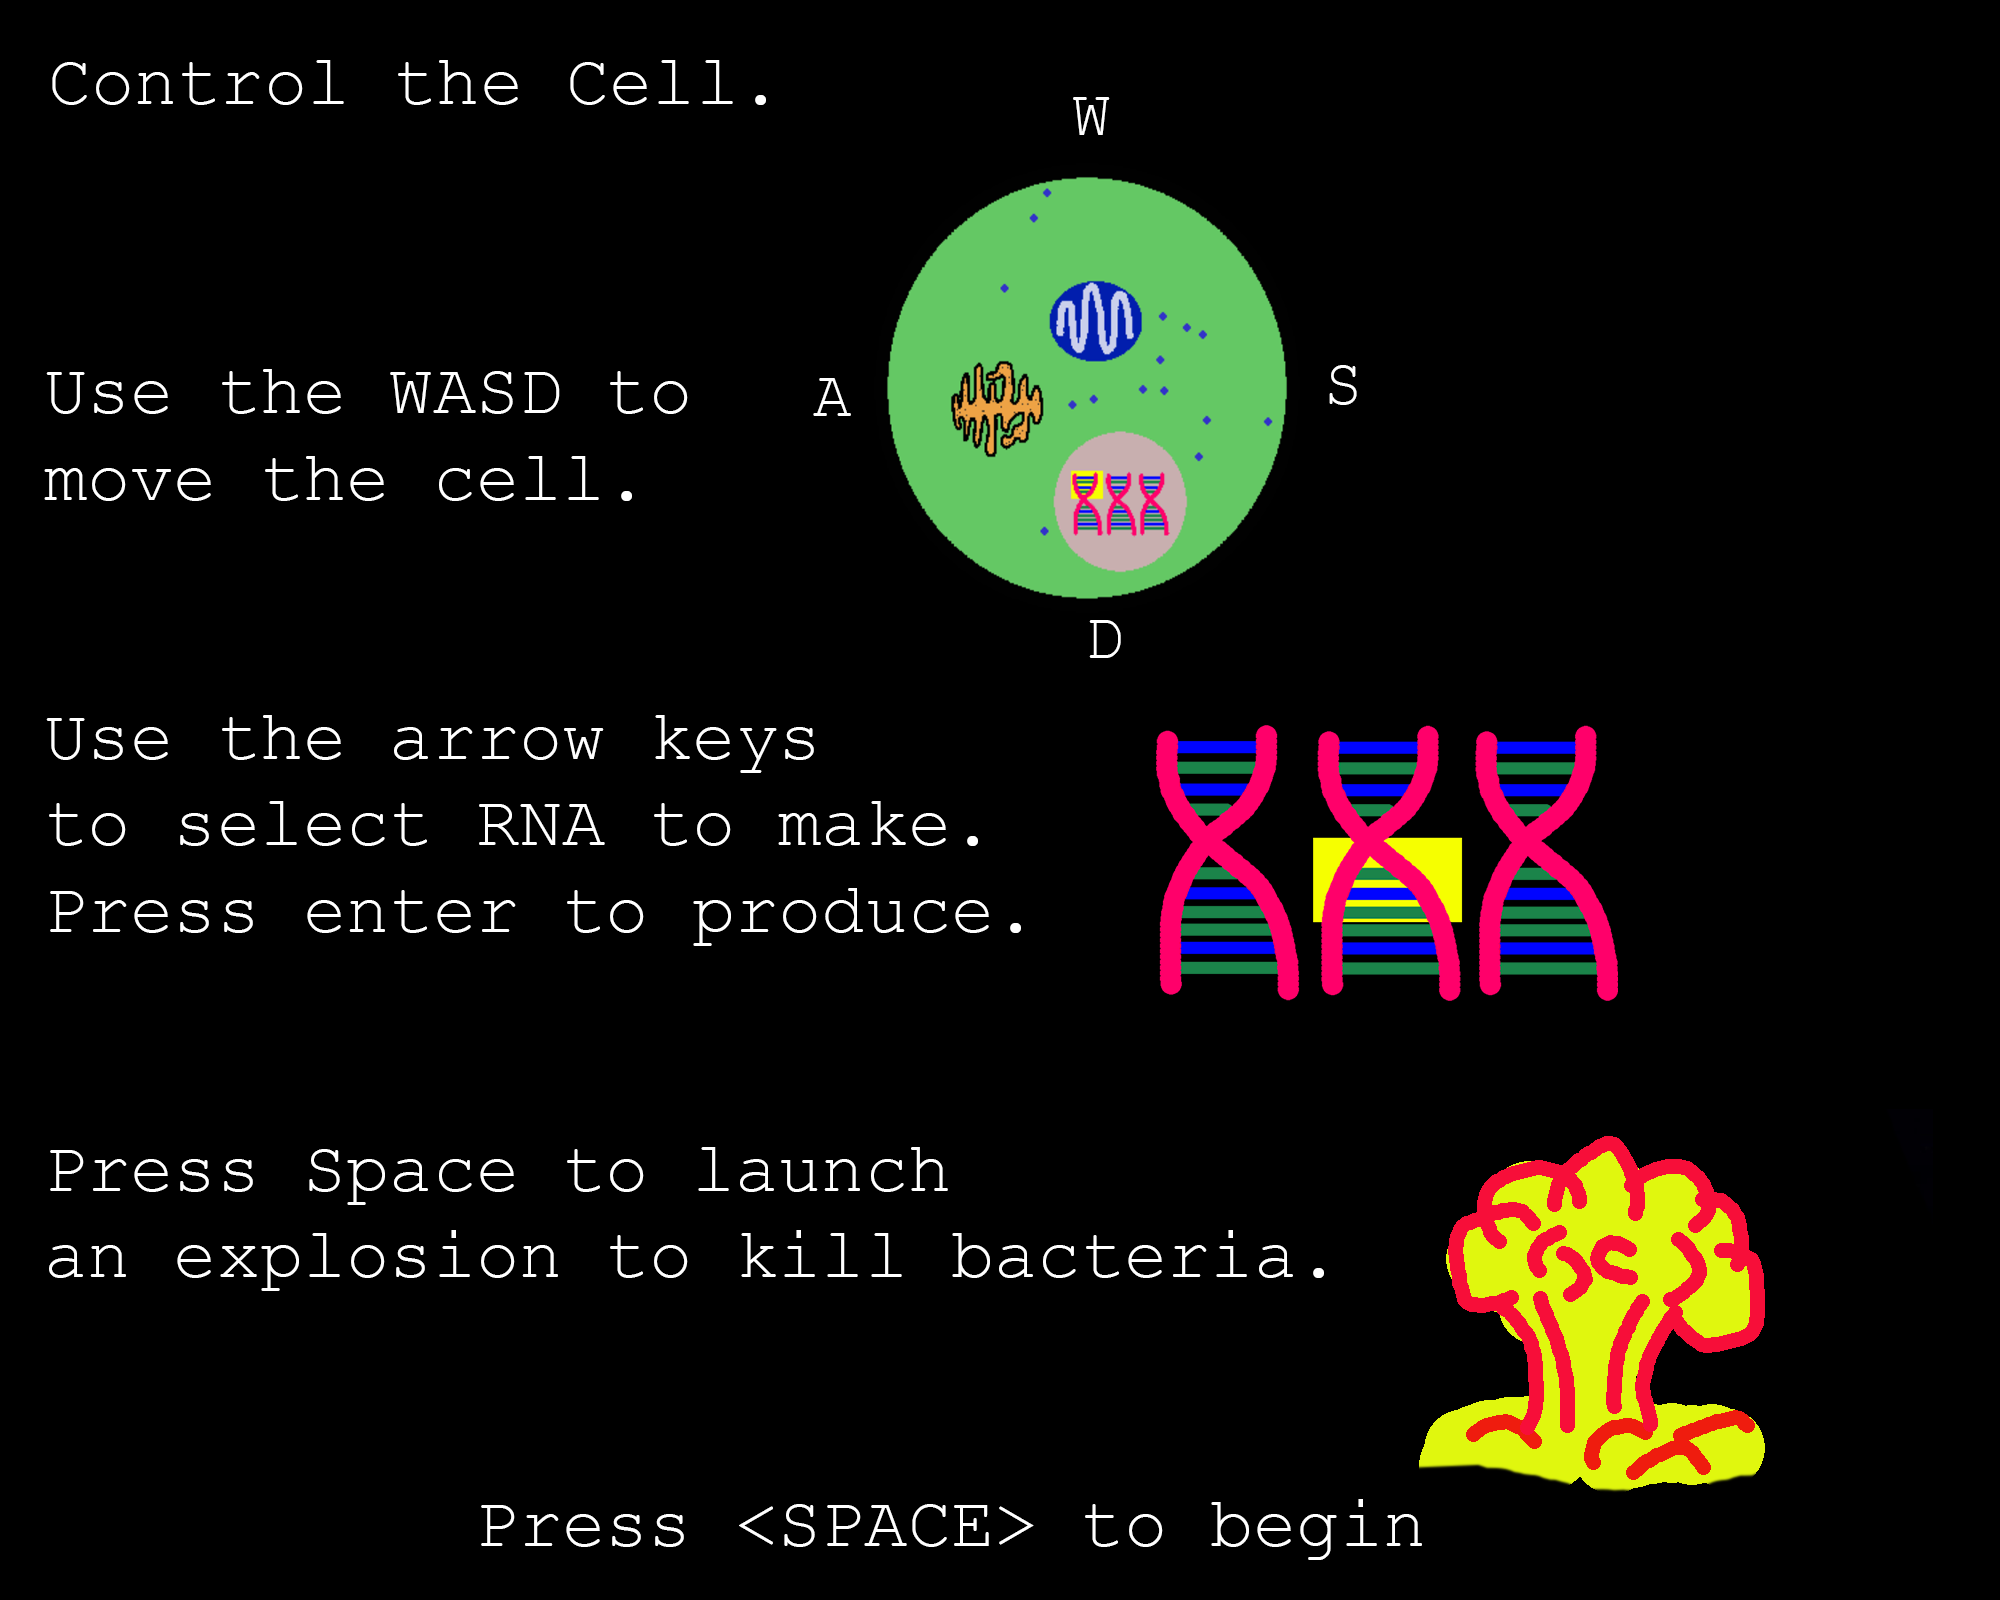 Control the Cell.
W
Use the WASD to
move the cell.
A
S
D
Use the arrow keys
to select RNA to make.
Press enter to produce.
Press Space to launch
an explosion to kill bacteria.
Press <SPACE> to begin